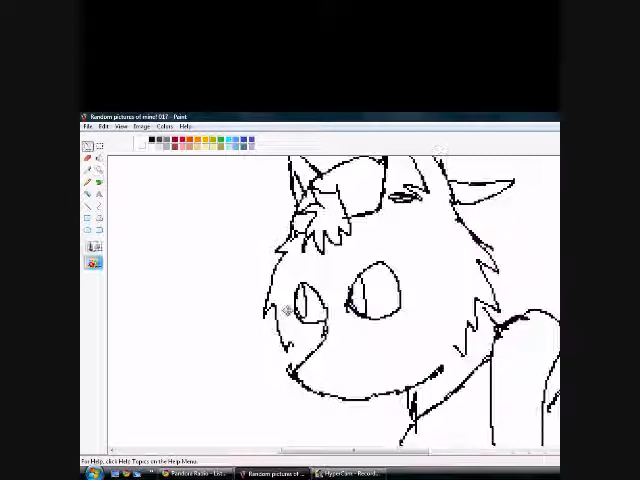 Random pictures of mine! 017 - Paint
File Edit View Image Colors Help
For Help, click Help Topics on the Help Menu.
Pandora Radio - List... Random pictures of ... HyperCam - Record...